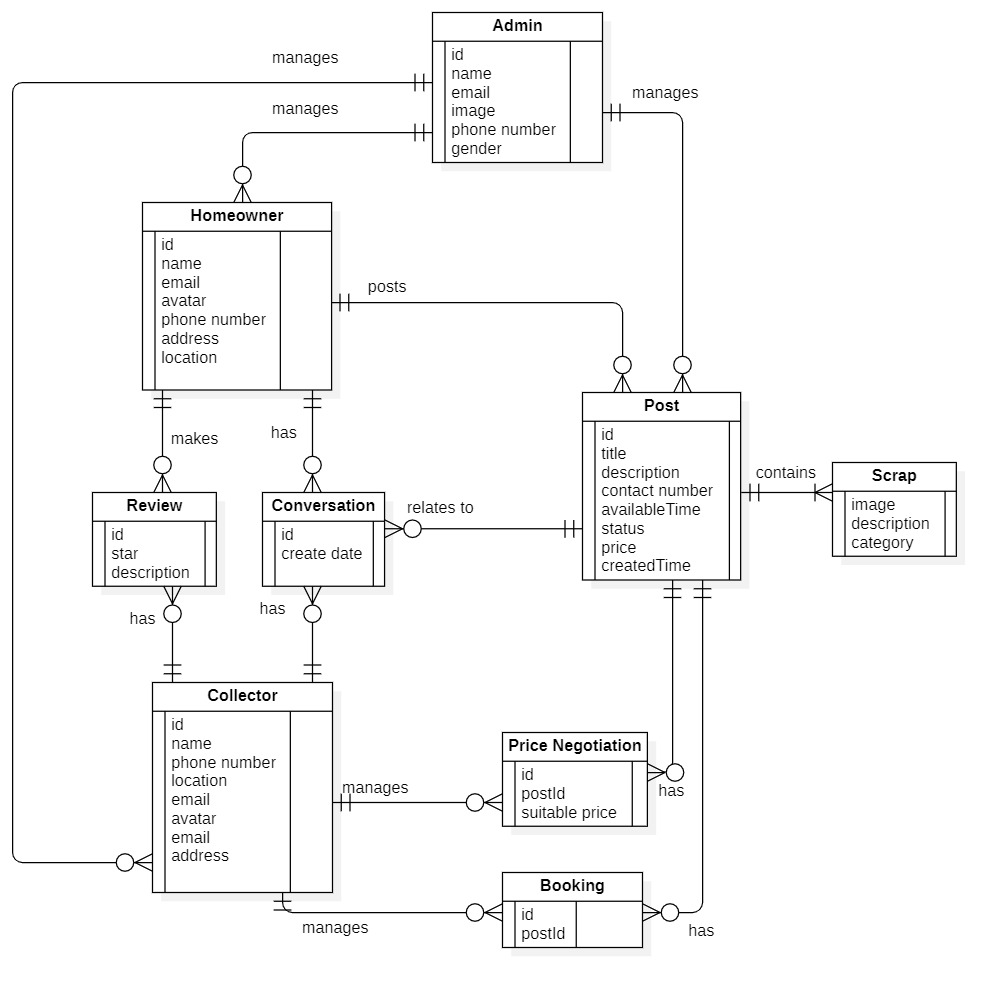 Admin
id
name
email
image
phone number
gender
manages
manages
manages
Homeowner
id
name
email
avatar
phone number
address
location
posts
makes
has
Post
id
title
description
contact number
availableTime
status
price
createdTime
contains
Scrap
image
description
category
Review
id
star
description
Conversation
id
create date
relates to
has
has
Collector
id
name
phone number
location
email
avatar
email
address
manages
Price Negotiation
id
postId
suitable price
has
Booking
id
postId
manages
has